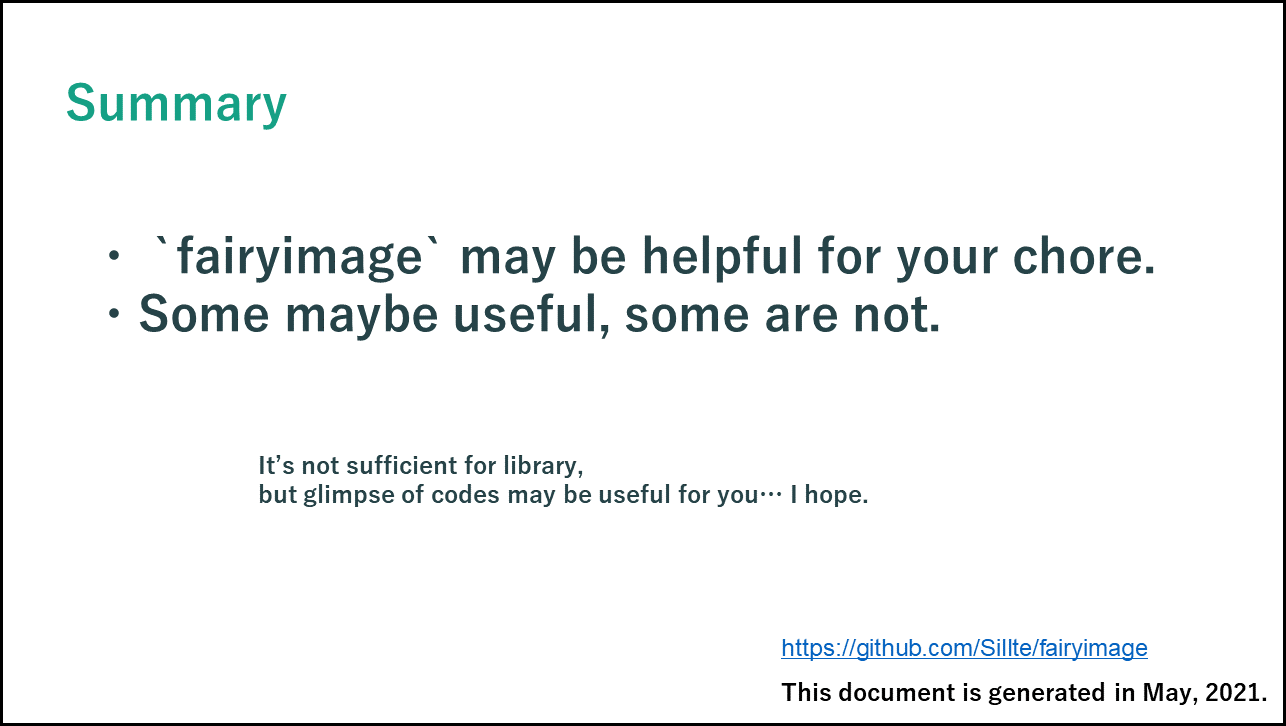 Summary
・ `fairyimage` may be helpful for your chore.
・Some maybe useful, some are not.
It’s not sufficient for library,
but glimpse of codes may be useful for you… I hope.
https://github.com/Sillte/fairyimage
This document is generated in May, 2021.